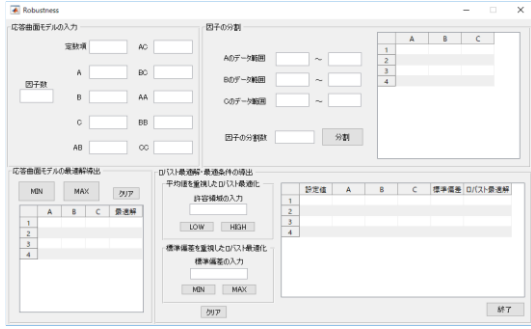 Robustness
応答曲面モデルの入力
定数項 AC
A BC
因子数
B AA
C BB
AB CC
因子の分割
Aのデータ範囲 ～
Bのデータ範囲 ～
Cのデータ範囲 ～
因子の分割数 分割
A B C
1
2
3
4
応答曲面モデルの最適解導出
MIN MAX クリア
A B C 最適解
1
2
3
4
ロバスト最適解・最適条件の導出
平均値を重視したロバスト最適化
許容領域の入力
LOW HIGH
標準偏差を重視したロバスト最適化
標準偏差の入力
MIN MAX
クリア
設定値 A B C 標準偏差 ロバスト最適解
1
2
3
4
終了